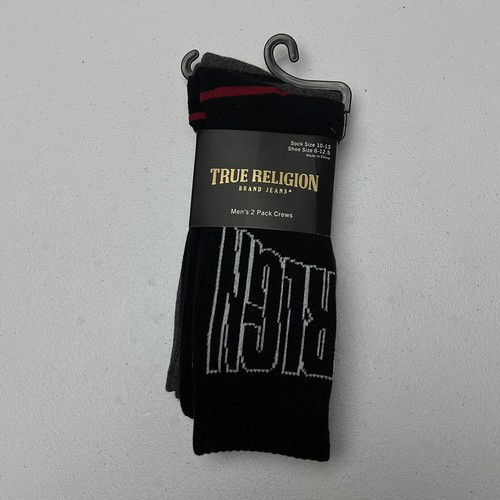 Sock Size 10-13
Shoe Size 6-12.5
Made in China
TRUE RELIGION
BRAND JEANS®
Men's 2 Pack Crews